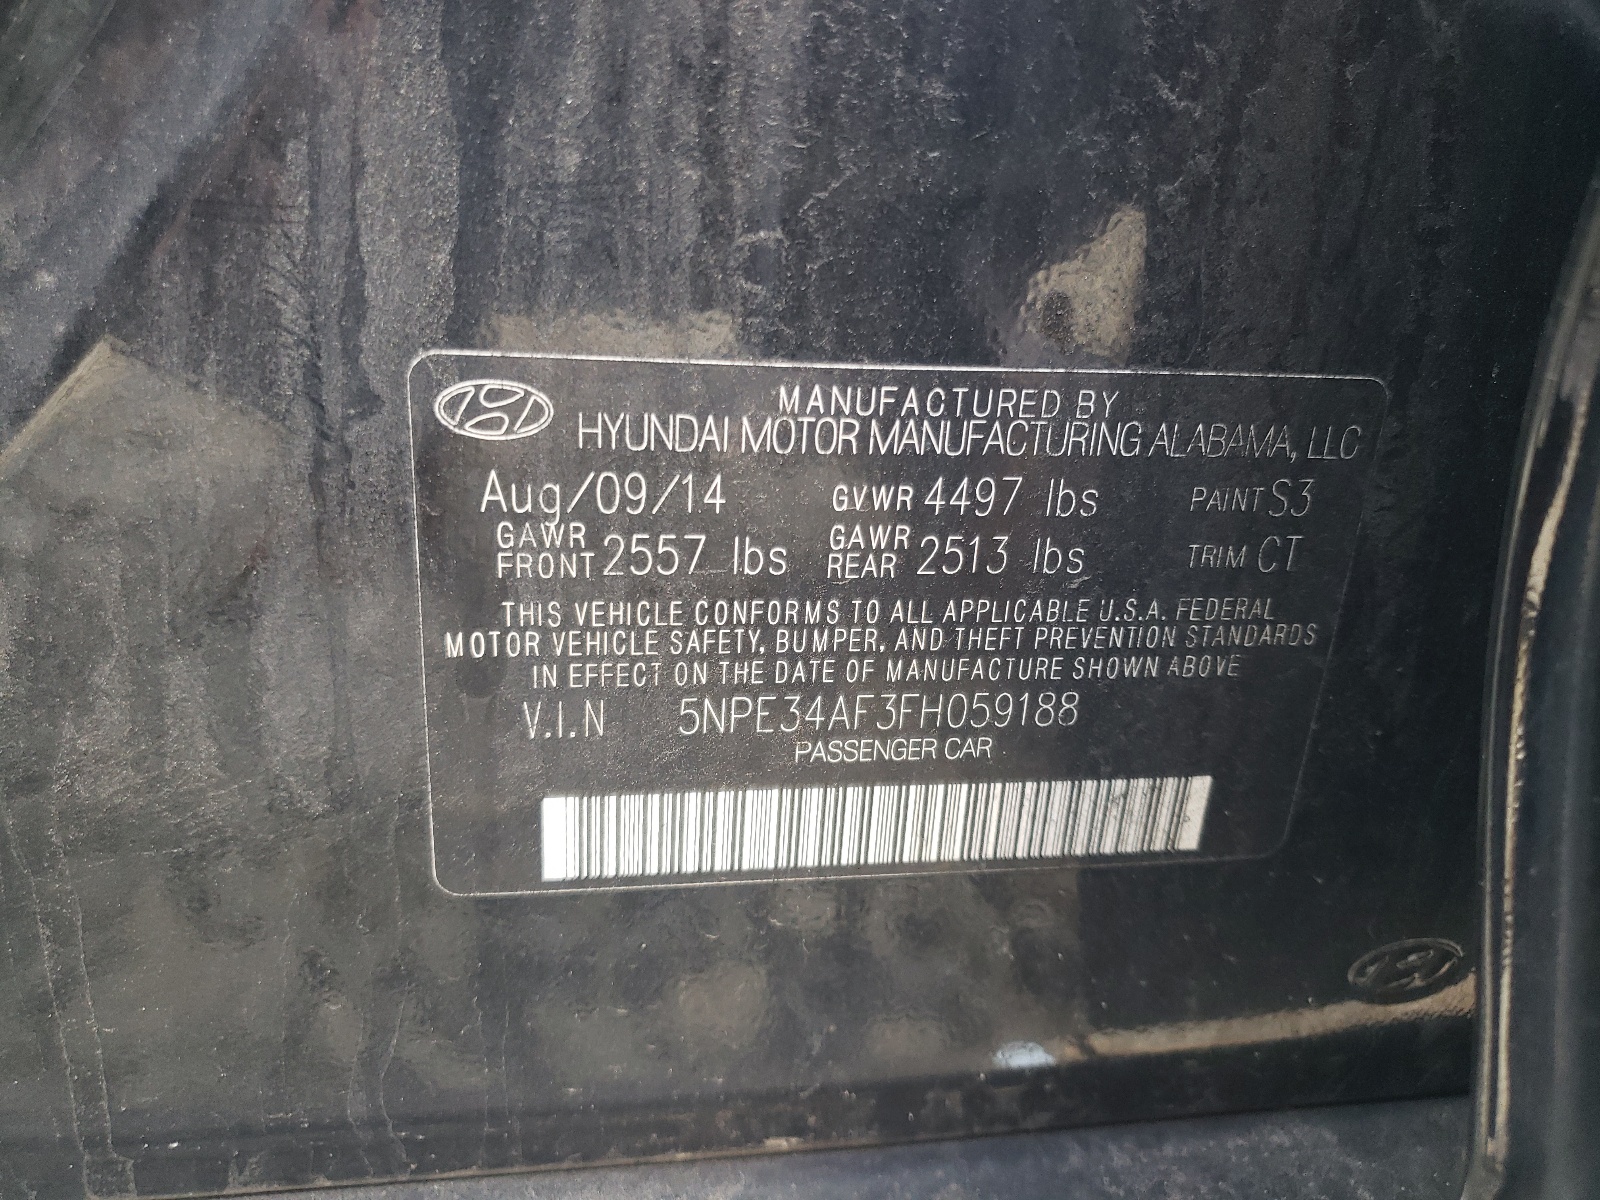 MANUFACTURED BY
HYUNDAI MOTOR MANUFACTURING ALABAMA, LLC
Aug/09/14 GVWR 4497 lbs PAINT S3
GAWR FRONT 2557 lbs GAWR REAR 2513 lbs TRIM CT
THIS VEHICLE CONFORMS TO ALL APPLICABLE U.S.A. FEDERAL
MOTOR VEHICLE SAFETY, BUMPER, AND THEFT PREVENTION STANDARDS
IN EFFECT ON THE DATE OF MANUFACTURE SHOWN ABOVE
V.I.N 5NPE34AF3FH059188
PASSENGER CAR